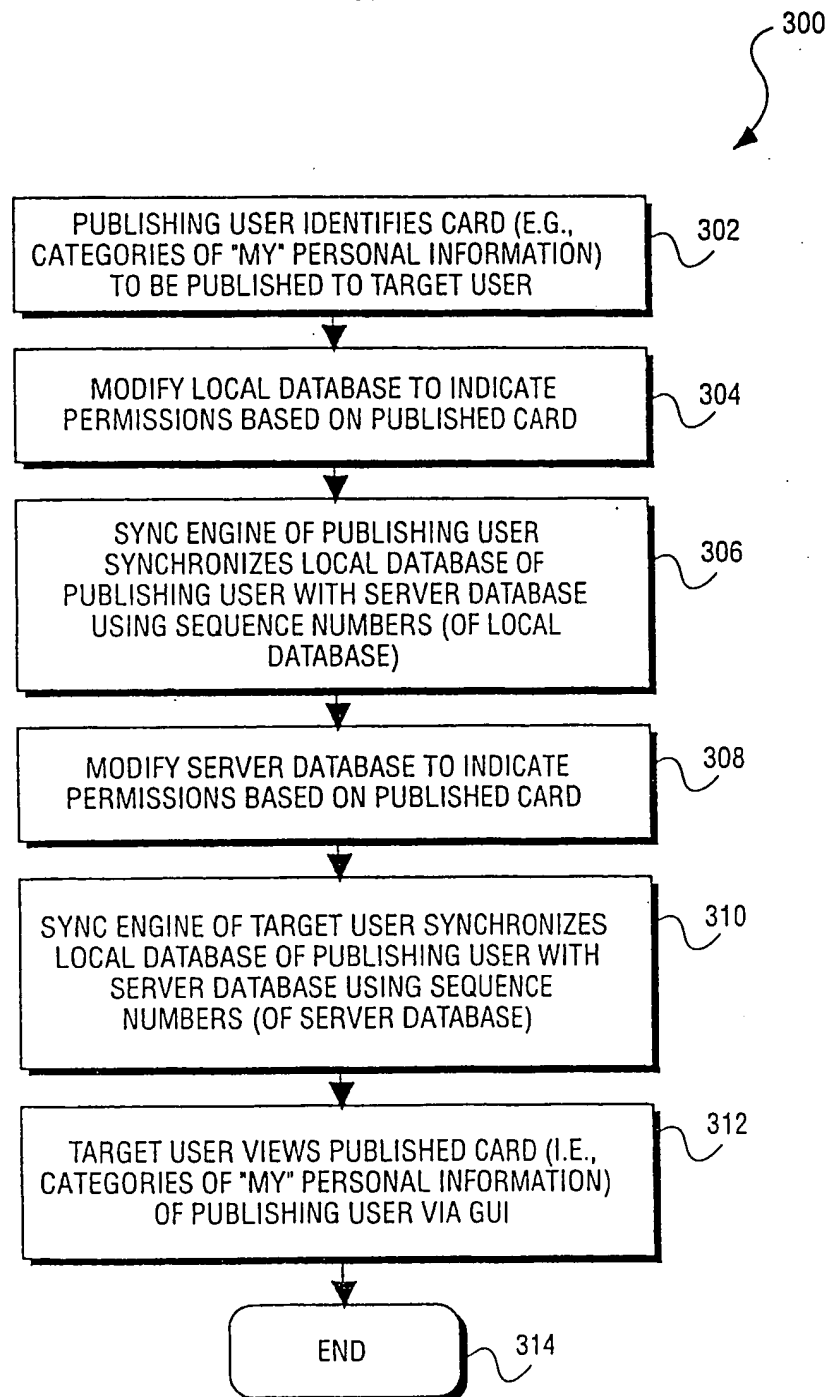 300
PUBLISHING USER IDENTIFIES CARD (E.G.,
CATEGORIES OF "MY" PERSONAL INFORMATION)
TO BE PUBLISHED TO TARGET USER
302
MODIFY LOCAL DATABASE TO INDICATE
PERMISSIONS BASED ON PUBLISHED CARD
304
SYNC ENGINE OF PUBLISHING USER
SYNCHRONIZES LOCAL DATABASE OF
PUBLISHING USER WITH SERVER DATABASE
USING SEQUENCE NUMBERS (OF LOCAL
DATABASE)
306
MODIFY SERVER DATABASE TO INDICATE
PERMISSIONS BASED ON PUBLISHED CARD
308
SYNC ENGINE OF TARGET USER SYNCHRONIZES
LOCAL DATABASE OF PUBLISHING USER WITH
SERVER DATABASE USING SEQUENCE
NUMBERS (OF SERVER DATABASE)
310
TARGET USER VIEWS PUBLISHED CARD (I.E.,
CATEGORIES OF "MY" PERSONAL INFORMATION)
OF PUBLISHING USER VIA GUI
312
END
314